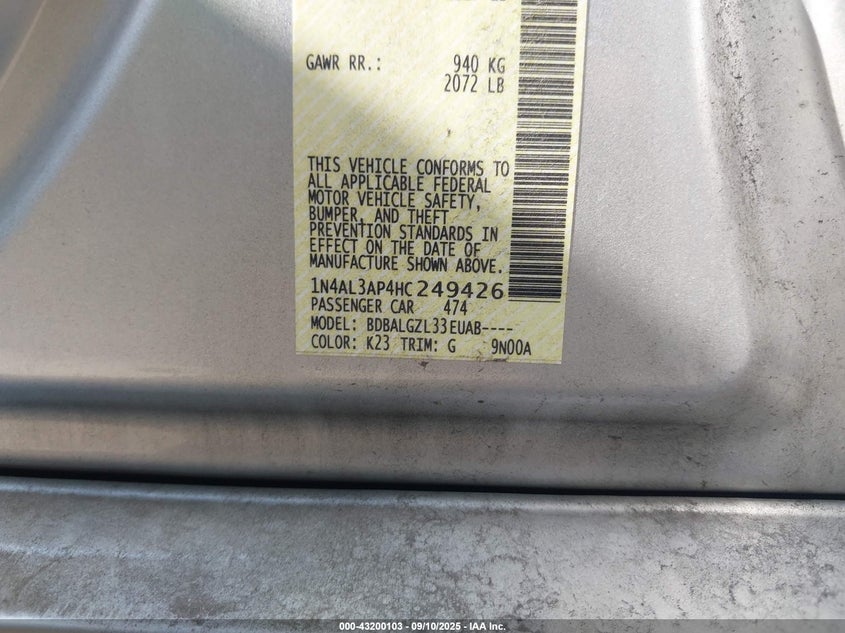 GAWR RR.: 940 KG
2072 LB
THIS VEHICLE CONFORMS TO
ALL APPLICABLE FEDERAL
MOTOR VEHICLE SAFETY,
BUMPER, AND THEFT
PREVENTION STANDARDS IN
EFFECT ON THE DATE OF
MANUFACTURE SHOWN ABOVE.
1N4AL3AP4HC249426
PASSENGER CAR 474
MODEL: BDBALGZL33EUAB----
COLOR: K23 TRIM: G 9N00A
000-43200103 - 09/10/2025 - IAA Inc.